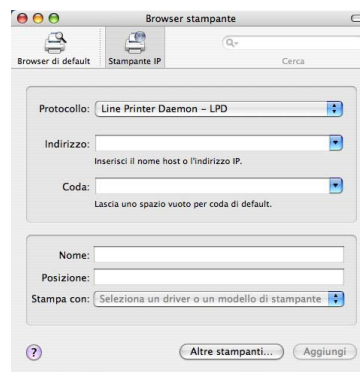 Browser stampante
Browser di default
Stampante IP
Cerca
Protocollo: Line Printer Daemon – LPD
Indirizzo:
Inserisci il nome host o l'indirizzo IP.
Coda:
Lascia uno spazio vuoto per coda di default.
Nome:
Posizione:
Stampa con: Seleziona un driver o un modello di stampante
? Altre stampanti... Aggiungi